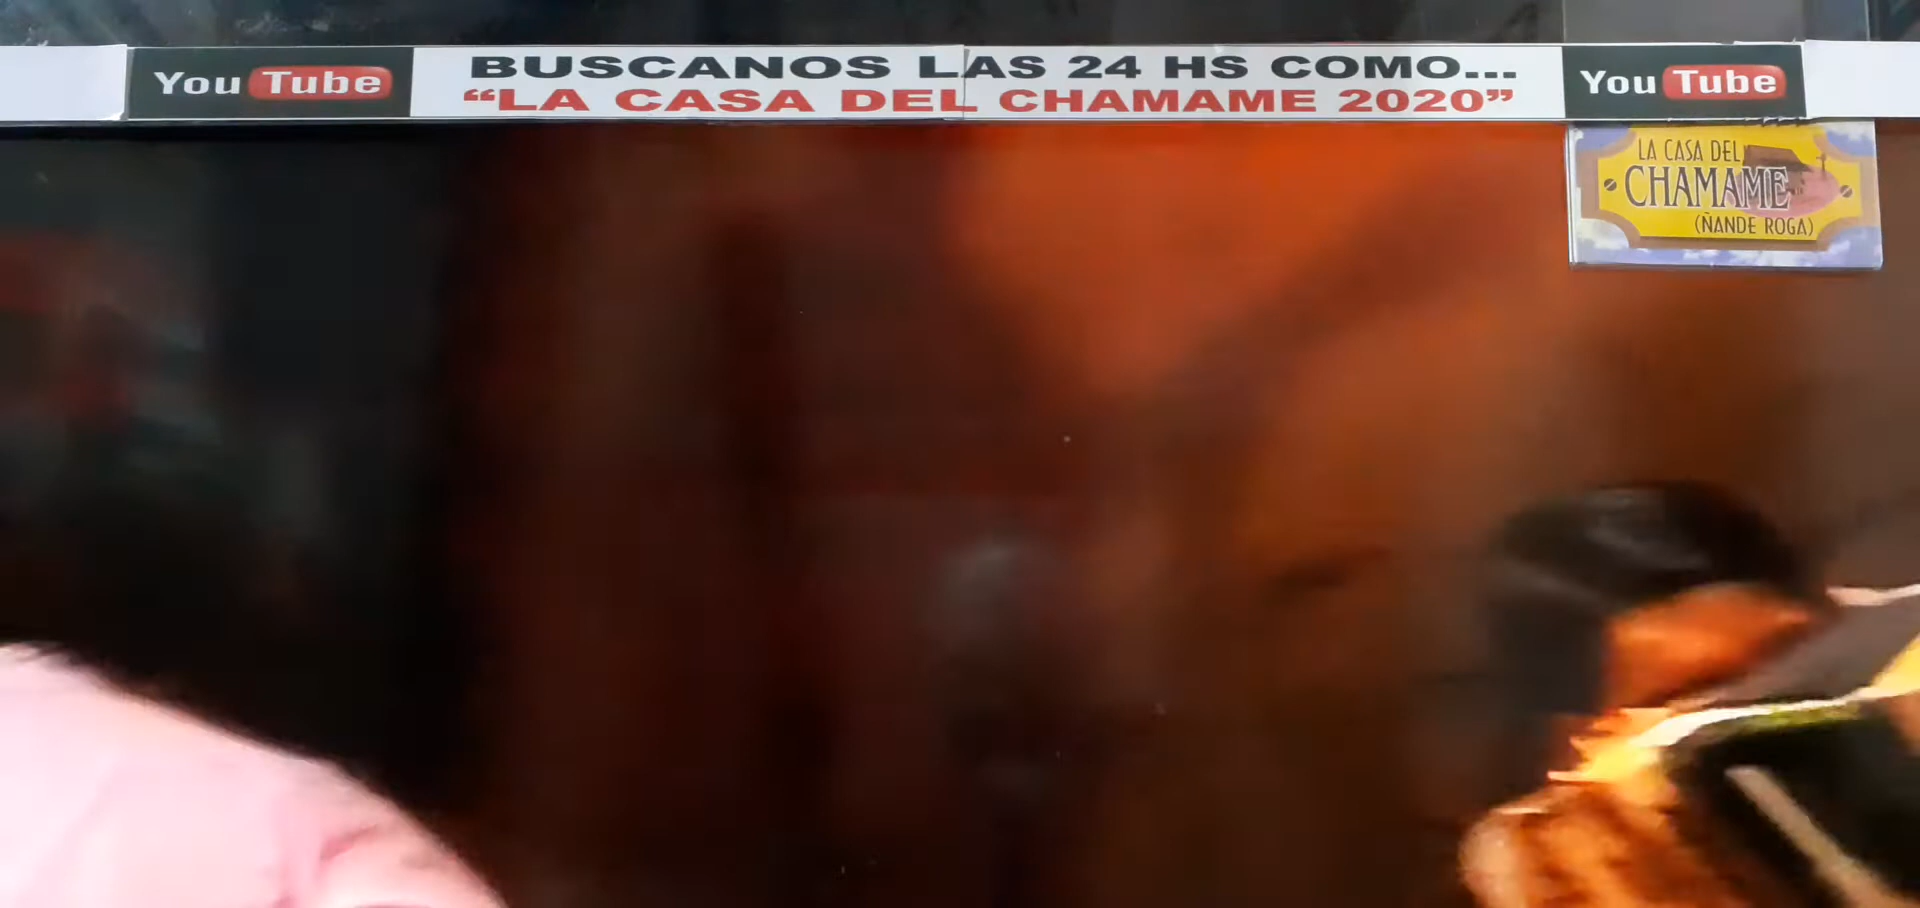 You Tube
BUSCANOS LAS 24 HS COMO...
“LA CASA DEL CHAMAME 2020”
You Tube
LA CASA DEL
CHAMAME
(ÑANDE ROGA)